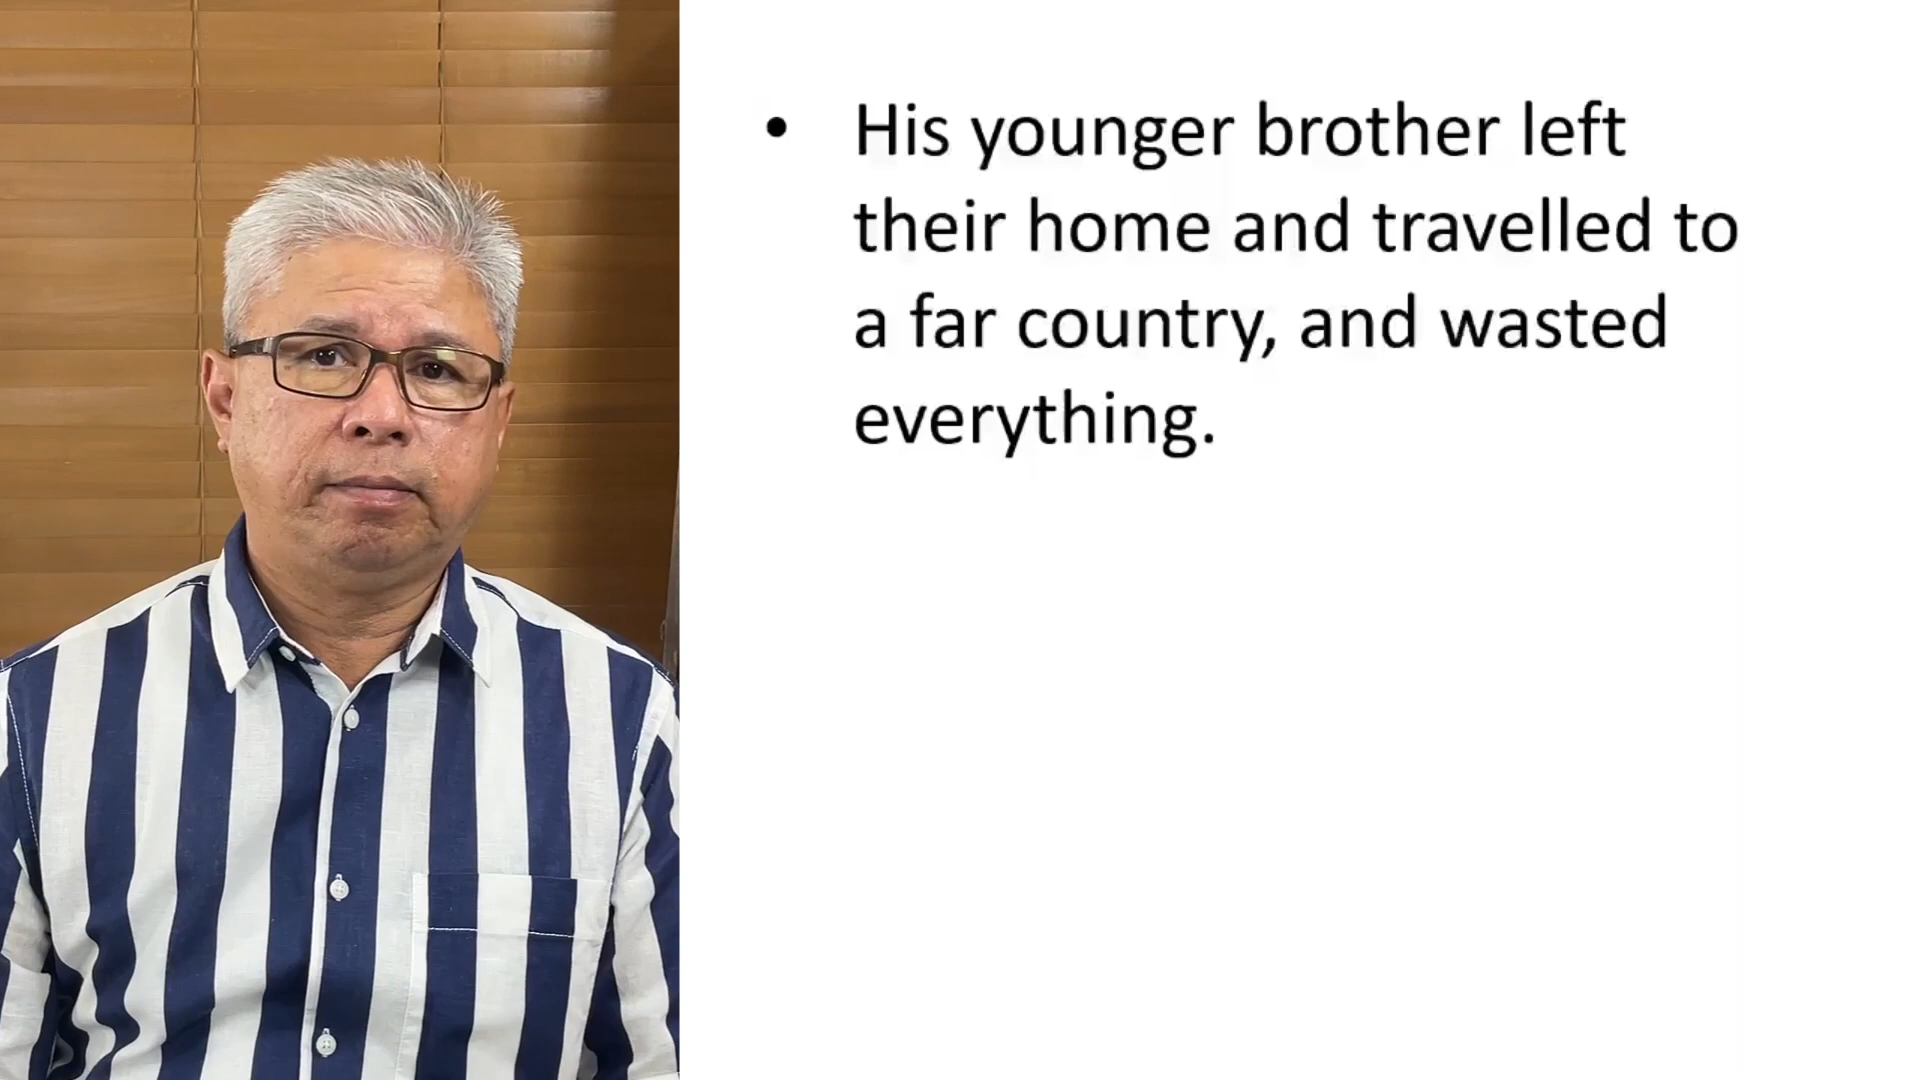 • His younger brother left
their home and travelled to
a far country, and wasted
everything.